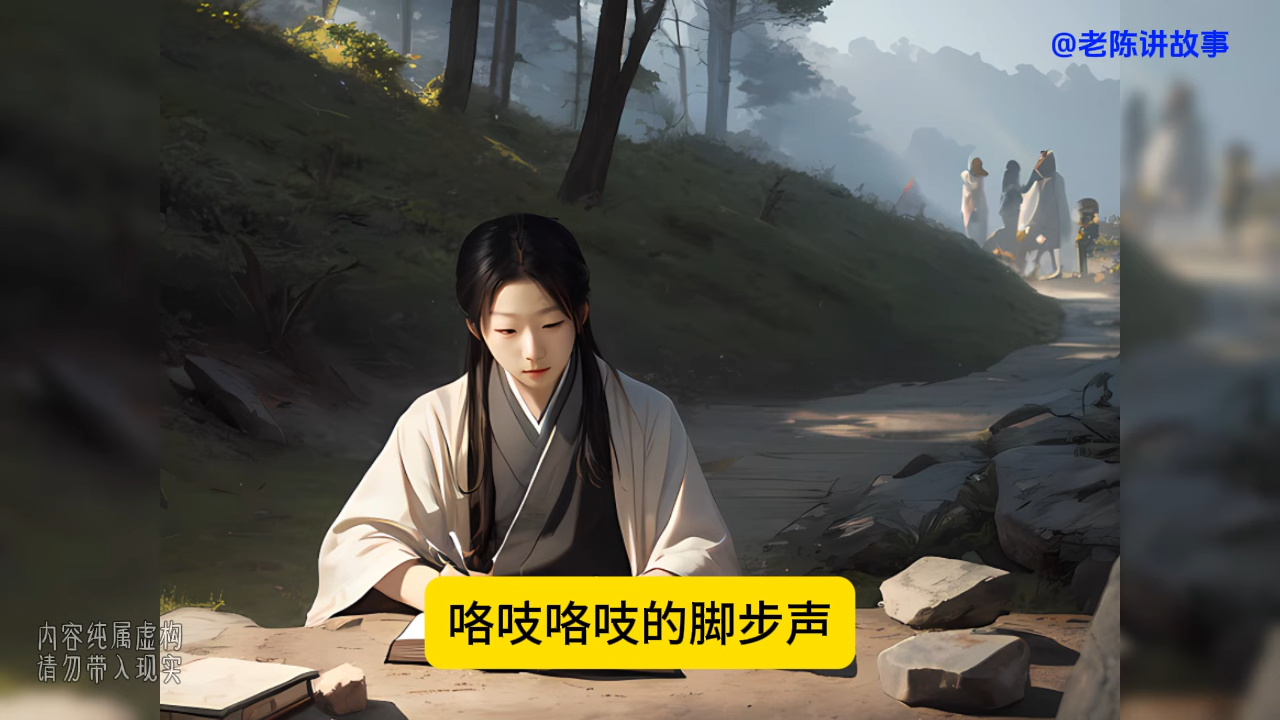 @老陈讲故事
咯吱咯吱的脚步声
内容纯属虚构
请勿带入现实